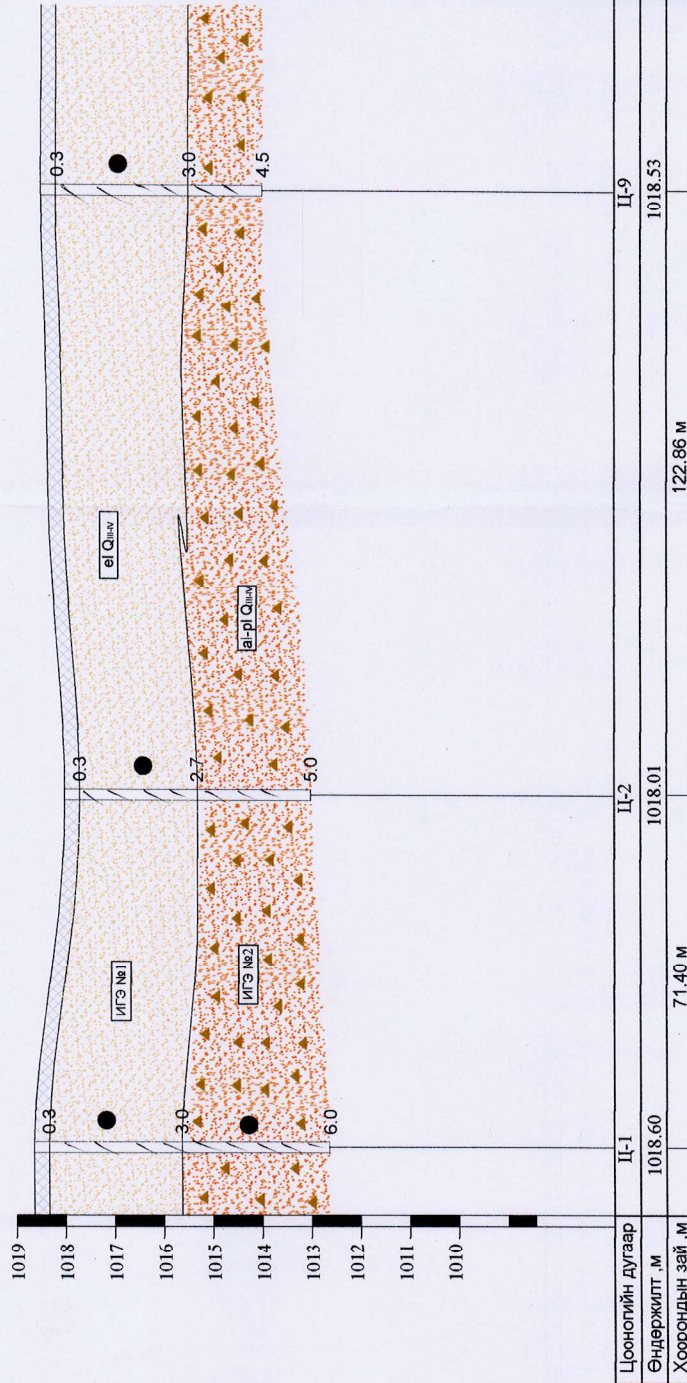 1019
1018
1017
1016
1015
1014
1013
1012
1011
1010
0.3
3.0
6.0
0.3
2.7
5.0
0.3
3.0
4.5
ИГЭ №1
ИГЭ №2
el QIII-IV
al-pl QIII-IV
Цооногийн дугаар Ц-1 Ц-2 Ц-9
Өндөржилт ,м 1018.60 1018.01 1018.53
Хоорондын зай ,м 71.40 м 122.86 м